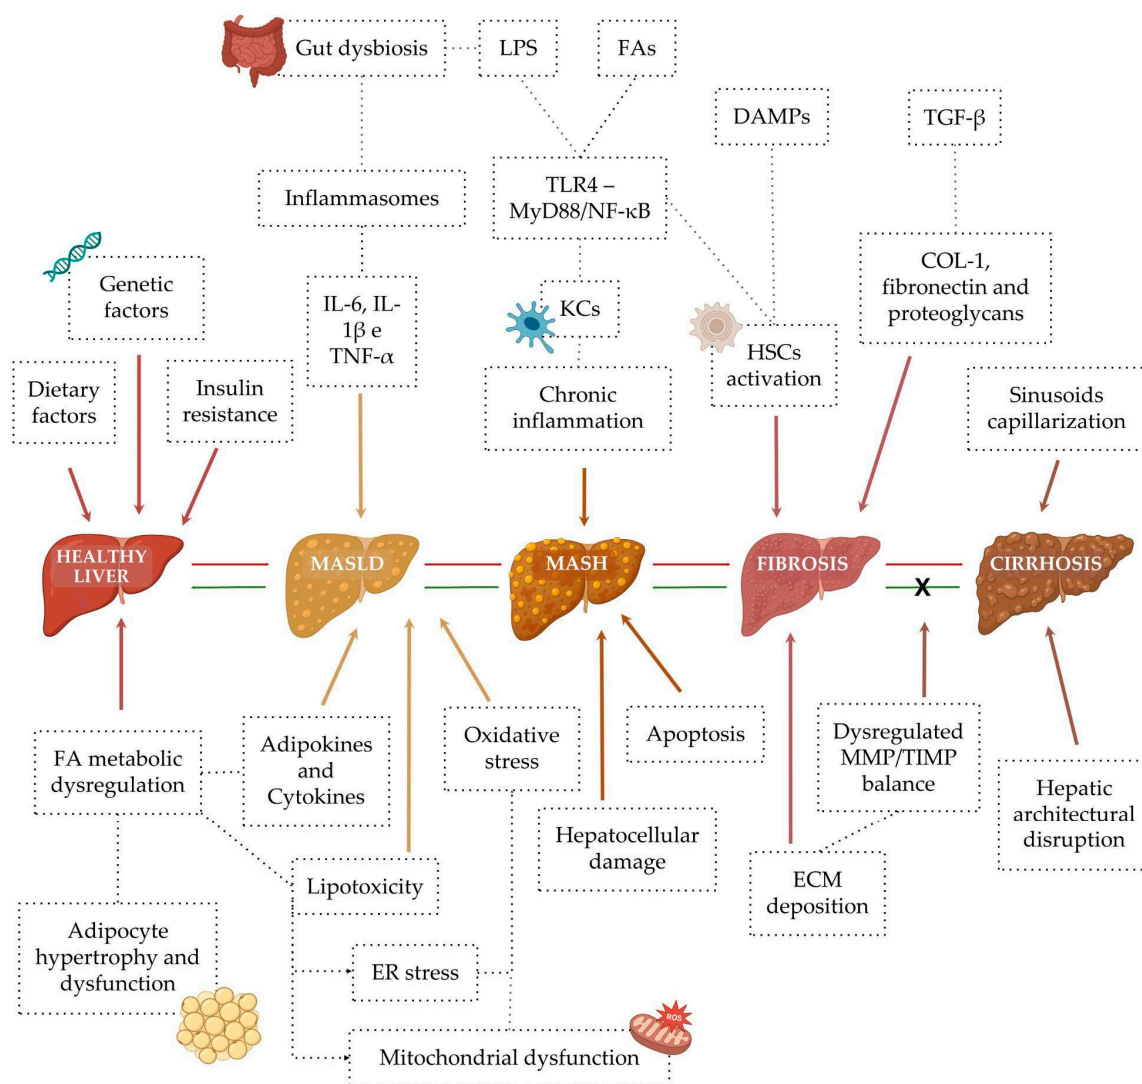 Gut dysbiosis
LPS
FAs
DAMPs
TGF-β
Inflammasomes
TLR4 –
MyD88/NF-κB
Genetic
factors
IL-6, IL-
1β e
TNF-α
KCs
COL-1,
fibronectin and
proteoglycans
HSCs
activation
Dietary
factors
Insulin
resistance
Chronic
inflammation
Sinusoids
capillarization
HEALTHY
LIVER
MASLD
MASH
FIBROSIS
X
CIRRHOSIS
FA metabolic
dysregulation
Adipokines
and
Cytokines
Oxidative
stress
Apoptosis
Dysregulated
MMP/TIMP
balance
Hepatic
architectural
disruption
Hepatocellular
damage
Lipotoxicity
ECM
deposition
Adipocyte
hypertrophy and
dysfunction
ER stress
ROS
Mitochondrial dysfunction